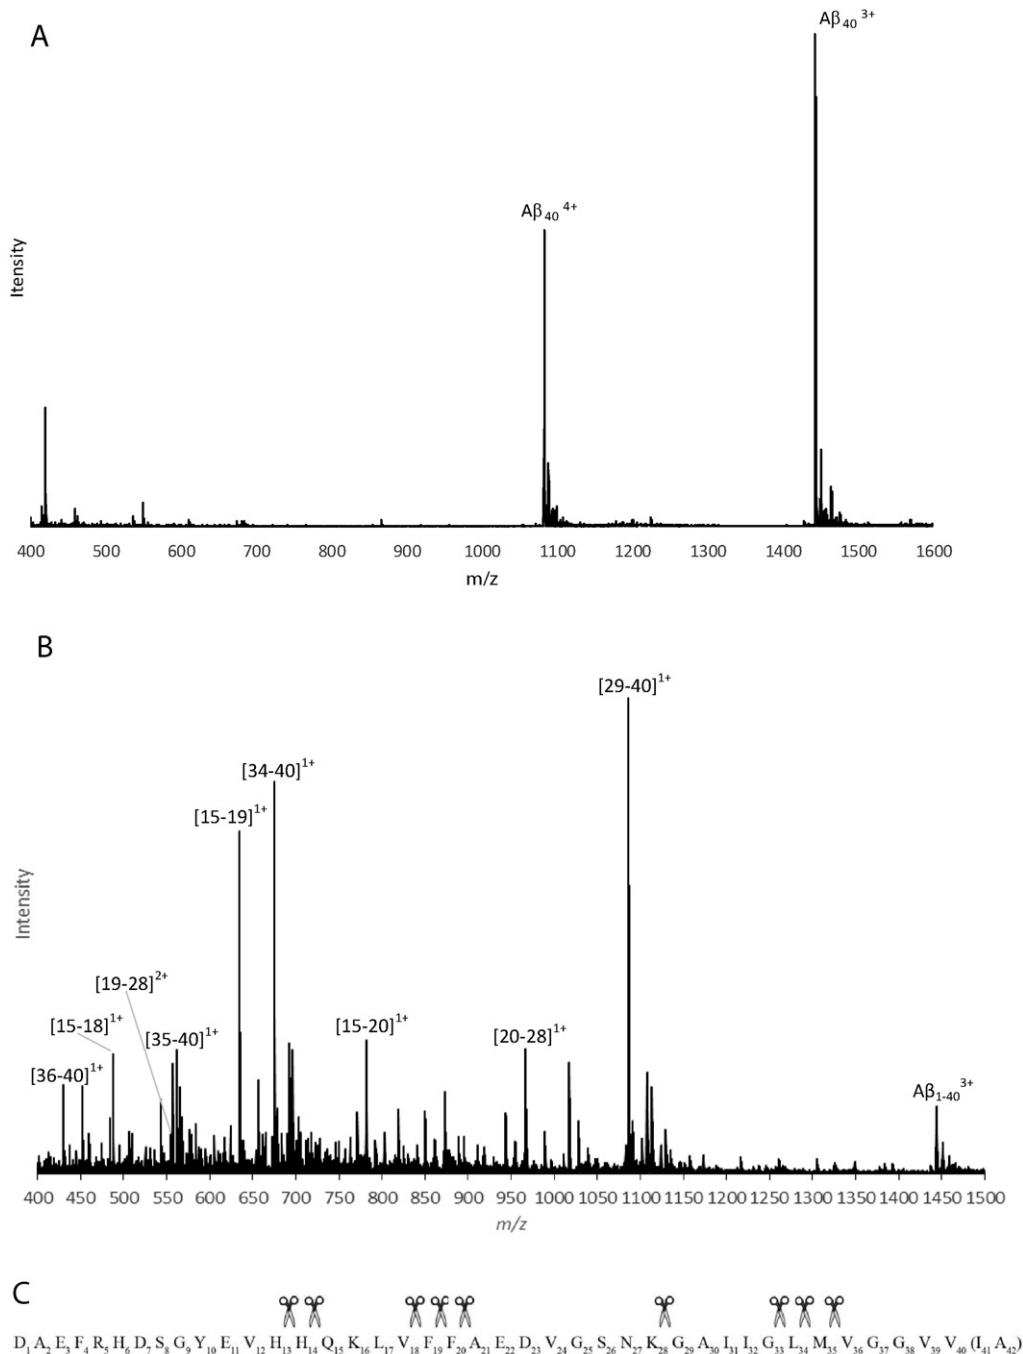 A
Aβ₄₀ ³⁺
Aβ₄₀ ⁴⁺
Itensity
400 500 600 700 800 900 1000 1100 1200 1300 1400 1500 1600
m/z
B
[29-40]¹⁺
[34-40]¹⁺
[15-19]¹⁺
[19-28]²⁺
[15-18]¹⁺
[35-40]¹⁺
[15-20]¹⁺
[20-28]¹⁺
[36-40]¹⁺
Aβ₁₋₄₀³⁺
Intensity
400 500 550 600 650 700 750 800 850 900 950 1000 1050 1100 1150 1200 1250 1300 1350 1400 1450 1500
m/z
C
D₁ A₂ E₃ F₄ R₅ H₆ D₇ S₈ G₉ Y₁₀ E₁₁ V₁₂ H₁₃ H₁₄ Q₁₅ K₁₆ L₁₇ V₁₈ F₁₉ F₂₀ A₂₁ E₂₂ D₂₃ V₂₄ G₂₅ S₂₆ N₂₇ K₂₈ G₂₉ A₃₀ I₃₁ I₃₂ G₃₃ L₃₄ M₃₅ V₃₆ G₃₇ G₃₈ V₃₉ V₄₀ (I₄₁ A₄₂)